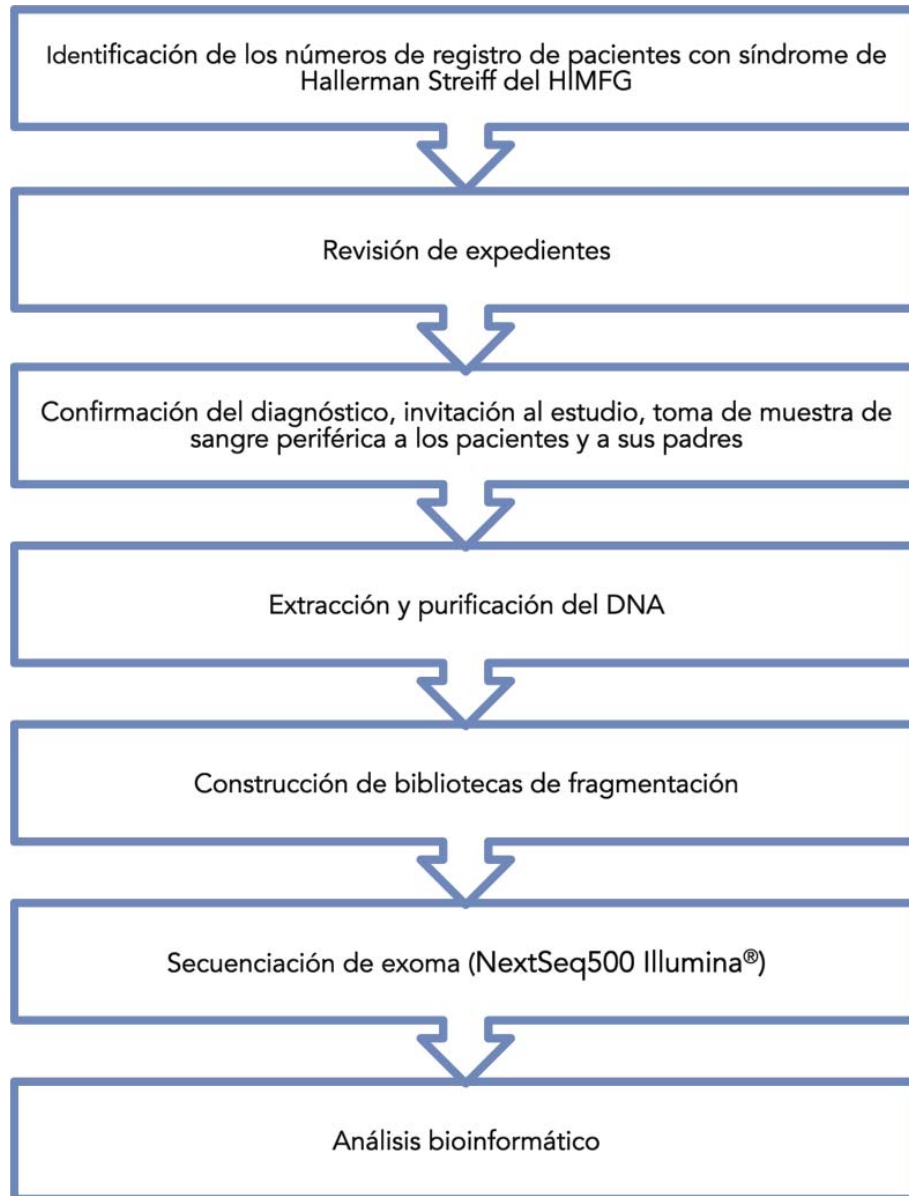 Identificación de los números de registro de pacientes con síndrome de
Hallerman Streiff del HIMFG
Revisión de expedientes
Confirmación del diagnóstico, invitación al estudio, toma de muestra de
sangre periférica a los pacientes y a sus padres
Extracción y purificación del DNA
Construcción de bibliotecas de fragmentación
Secuenciación de exoma (NextSeq500 Illumina®)
Análisis bioinformático